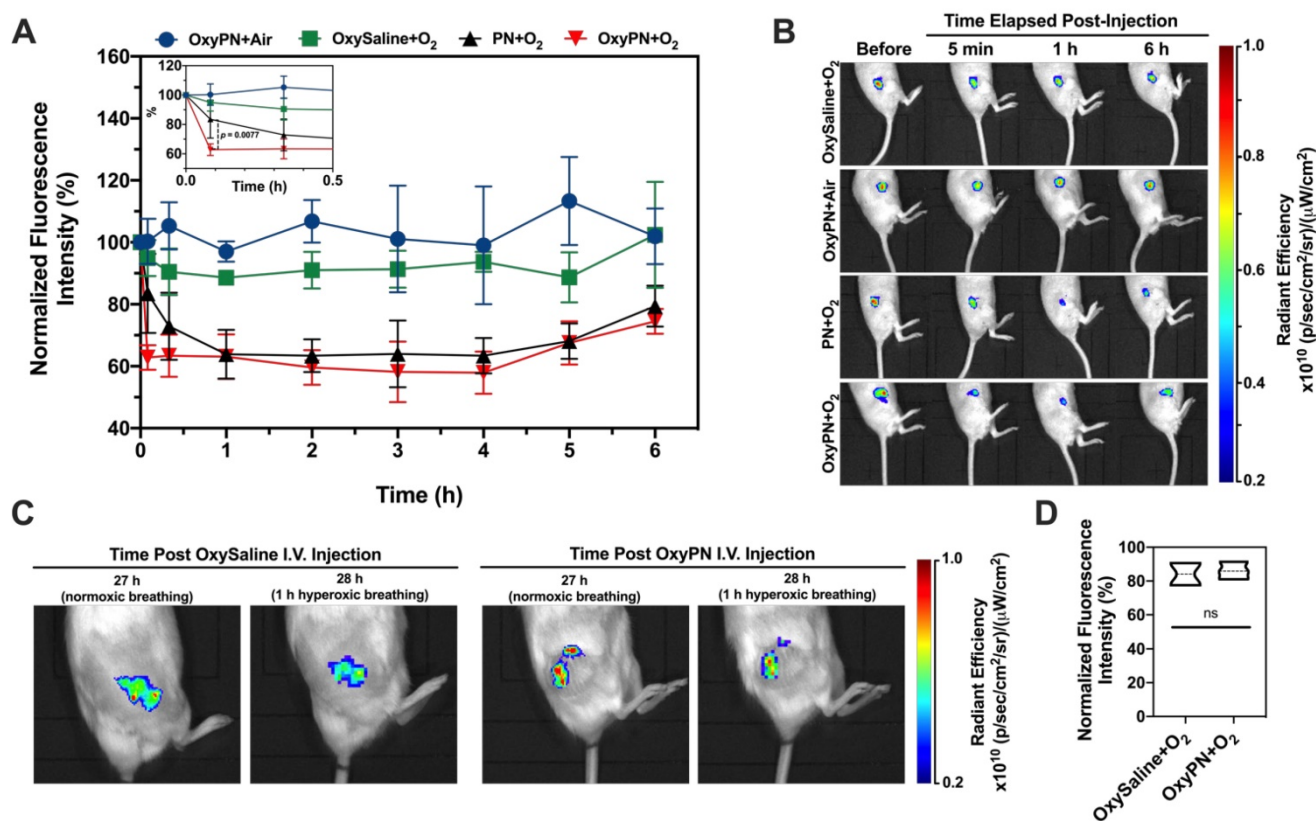 A
OxyPN+Air OxySaline+O2 PN+O2 OxyPN+O2
Normalized Fluorescence
Intensity (%)
160
140
120
100
80
60
40
0 1 2 3 4 5 6
Time (h)
%
120
100
80
60
p = 0.0077
0.0 0.5
Time (h)
B
Time Elapsed Post-Injection
Before 5 min 1 h 6 h
OxySaline+O2
OxyPN+Air
PN+O2
OxyPN+O2
1.0
0.8
0.6
0.4
0.2
Radiant Efficiency
x10^10 (p/sec/cm²/sr)/(μW/cm²)
C
Time Post OxySaline I.V. Injection
27 h
(normoxic breathing)
28 h
(1 h hyperoxic breathing)
Time Post OxyPN I.V. Injection
27 h
(normoxic breathing)
28 h
(1 h hyperoxic breathing)
1.0
0.2
Radiant Efficiency
x10^10 (p/sec/cm²/sr)/(μW/cm²)
D
Normalized Fluorescence
Intensity (%)
100
80
60
40
20
0
ns
OxySaline+O2
OxyPN+O2